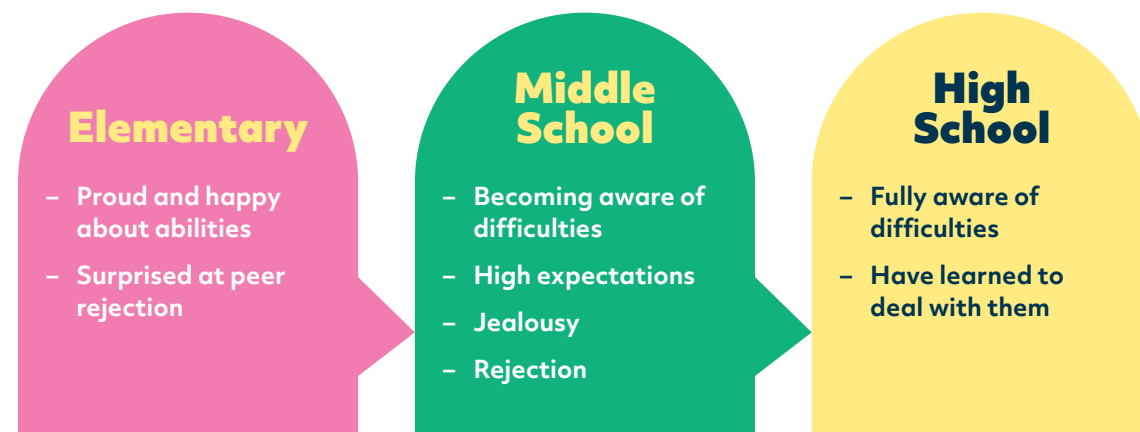 Elementary
– Proud and happy
about abilities
– Surprised at peer
rejection
Middle
School
– Becoming aware of
difficulties
– High expectations
– Jealousy
– Rejection
High
School
– Fully aware of
difficulties
– Have learned to
deal with them